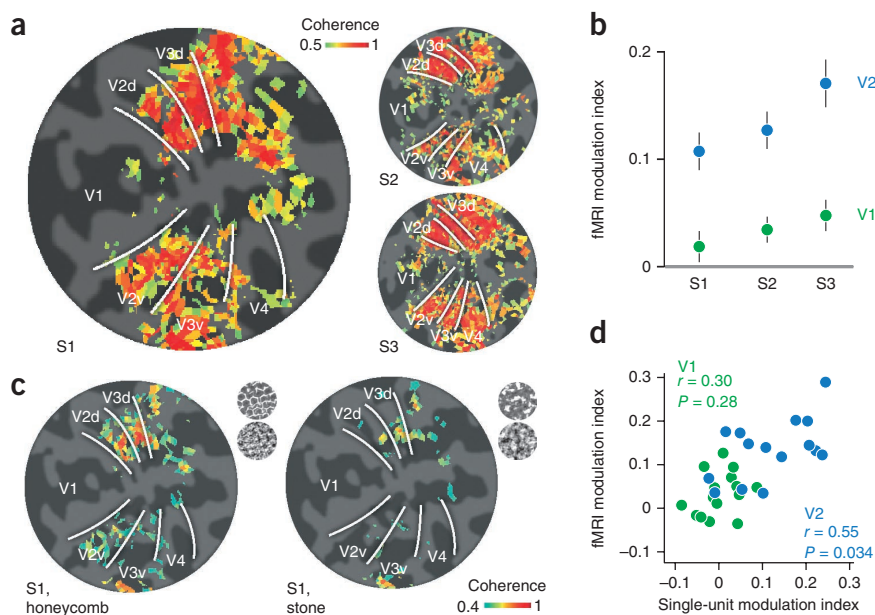 a
Coherence
0.5 1
V3d
V2d
V1
V2v
V3v
V4
S1
V3d
V2d
V1
V2v
V3v
V4
S2
V3d
V2d
V1
V2v
V3v
V4
S3
b
fMRI modulation index
0.2
0.1
0
V2
V1
S1 S2 S3
c
V3d
V2d
V1
V2v
V3v
V4
S1,
honeycomb
V3d
V2d
V1
V2v
V3v
V4
S1,
stone
Coherence
0.4 1
d
fMRI modulation index
0.3
0.2
0.1
0
–0.1
V1
r = 0.30
P = 0.28
V2
r = 0.55
P = 0.034
–0.1 0 0.1 0.2 0.3
Single-unit modulation index